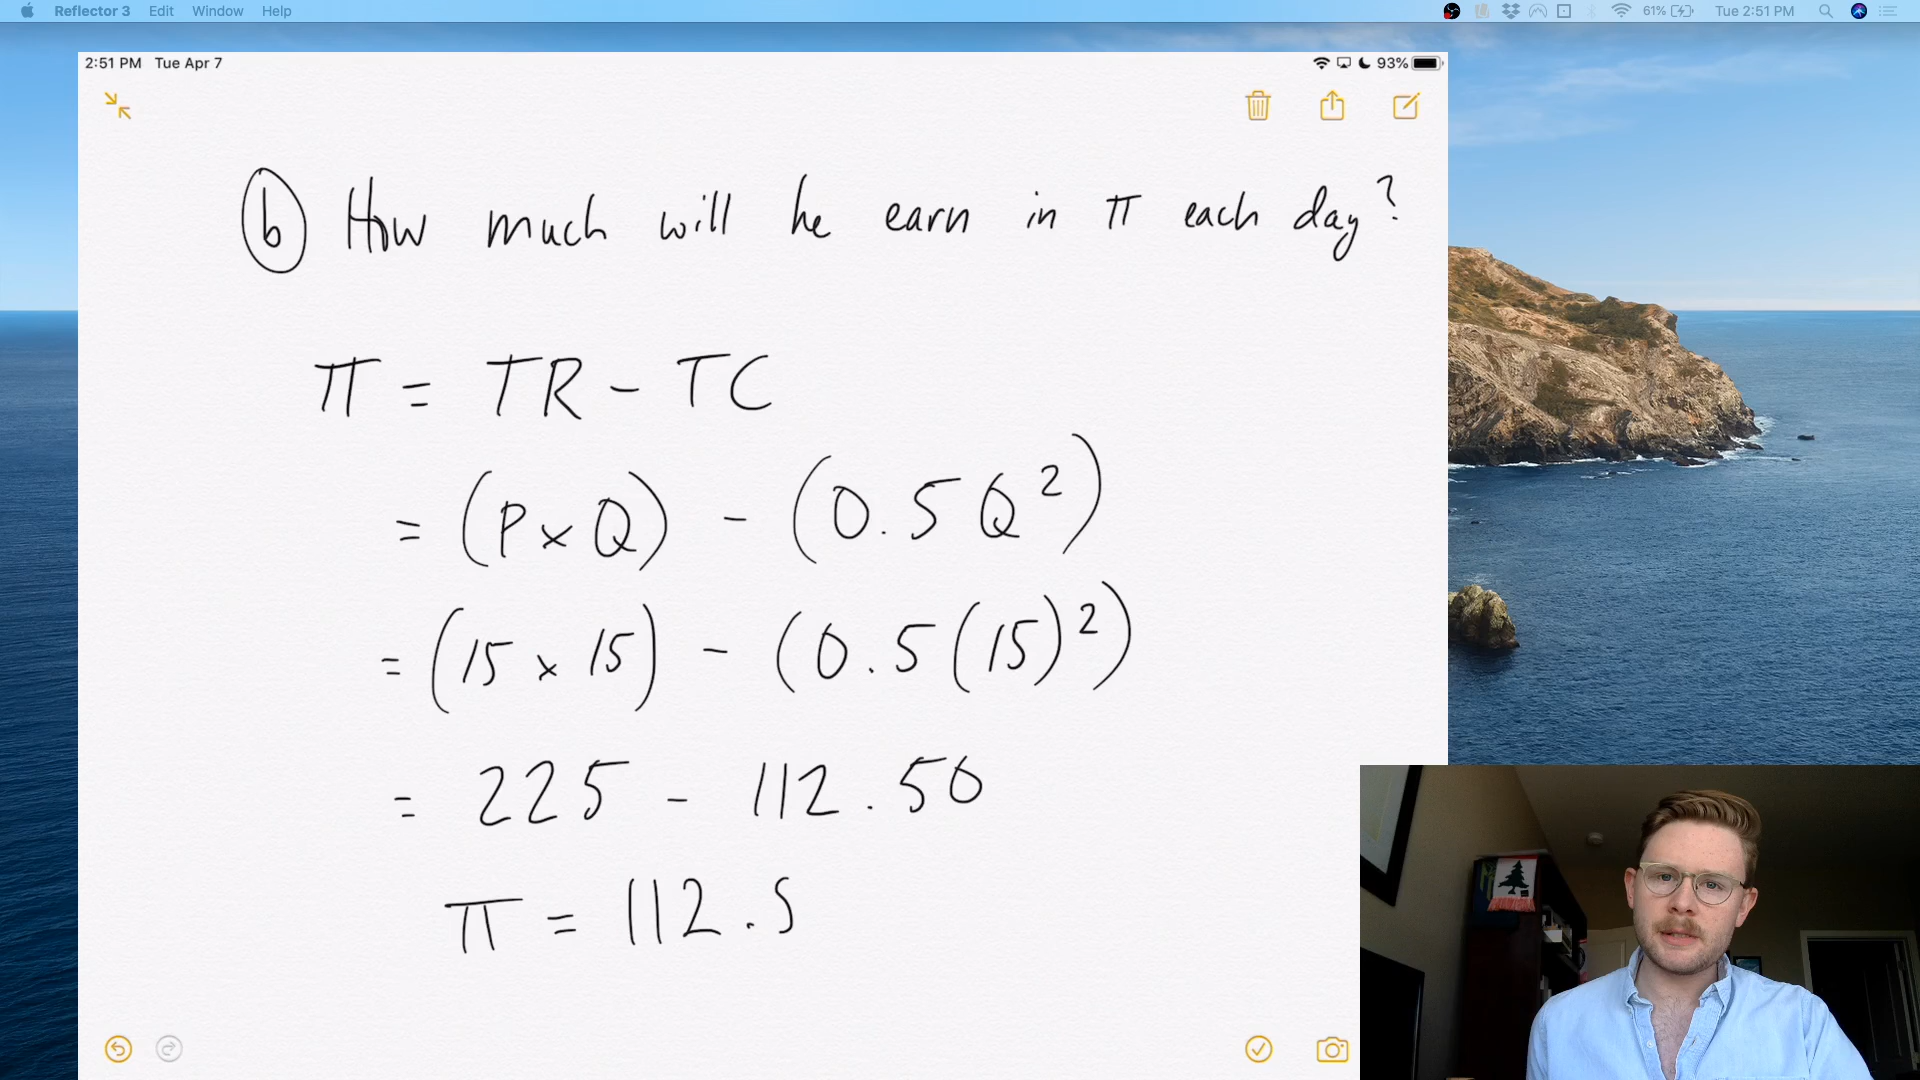 Reflector 3 Edit Window Help 61% Tue 2:51 PM
2:51 PM Tue Apr 7 93%
b How much will he earn in π each day?
π = TR - TC
= (P x Q) - (0.5Q²)
= (15 x 15) - (0.5(15)²)
= 225 - 112.50
π = 112.5